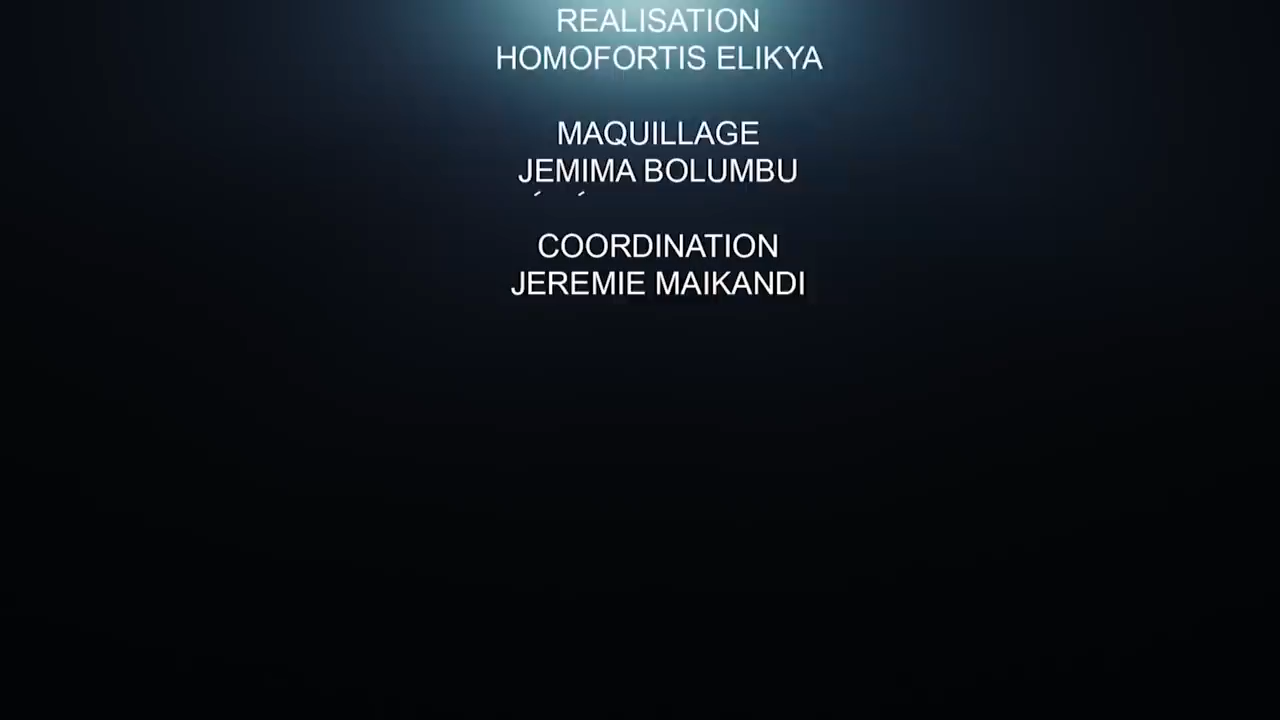 REALISATION
HOMOFORTIS ELIKYA
MAQUILLAGE
JEMIMA BOLUMBU
COORDINATION
JEREMIE MAIKANDI